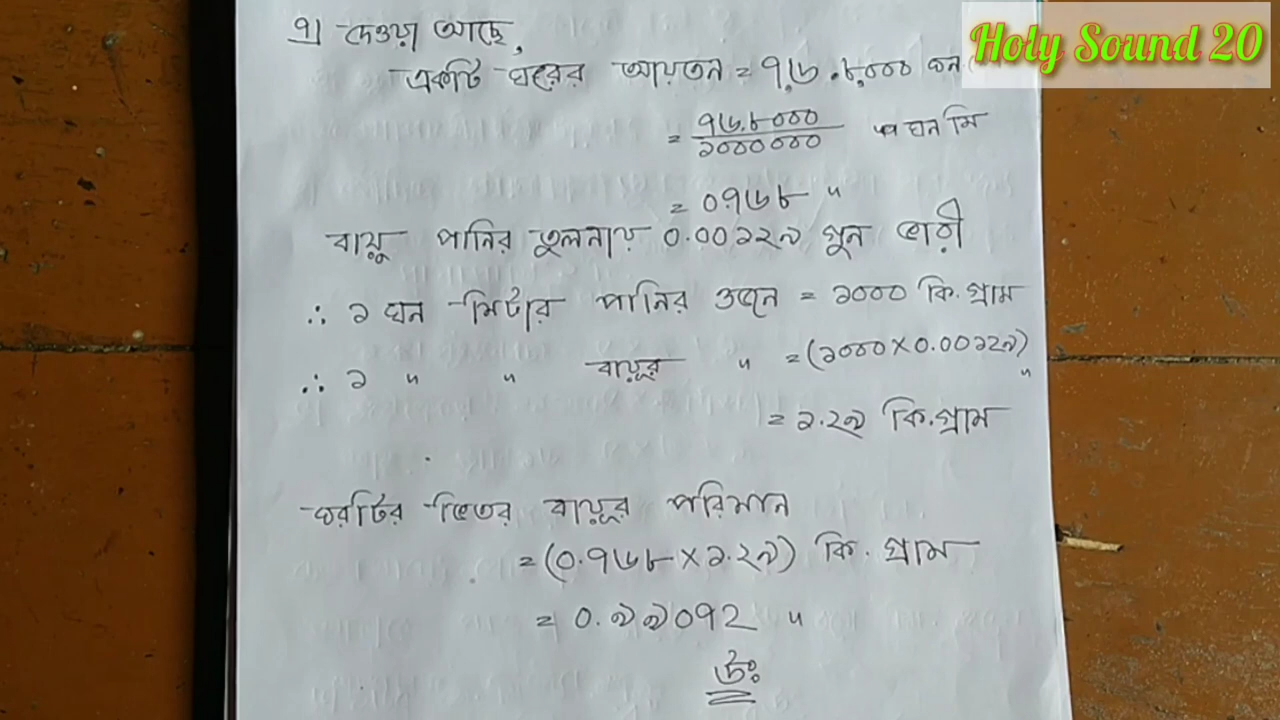 ৭। দেওয়া আছে,
Holy Sound 20
একটি ঘরের আয়তন = ৭৬৮০০০ ঘন
= ৭৬৮০০০ / ১০০০০০০ ঘন মি
= ০.৭৬৮ "
বায়ু পানির তুলনায় ০.০০১২৯ গুন ভারী
∴ ১ ঘন মিটার পানির ওজন = ১০০০ কি. গ্রাম
∴ ১ " " বায়ুর " = (১০০০×০.০০১২৯) "
= ১.২৯ কি.গ্রাম
ঘরটির ভিতর বায়ুর পরিমান
= (০.৭৬৮×১.২৯) কি. গ্রাম
= ০.৯৯০৭২ "
উঃ